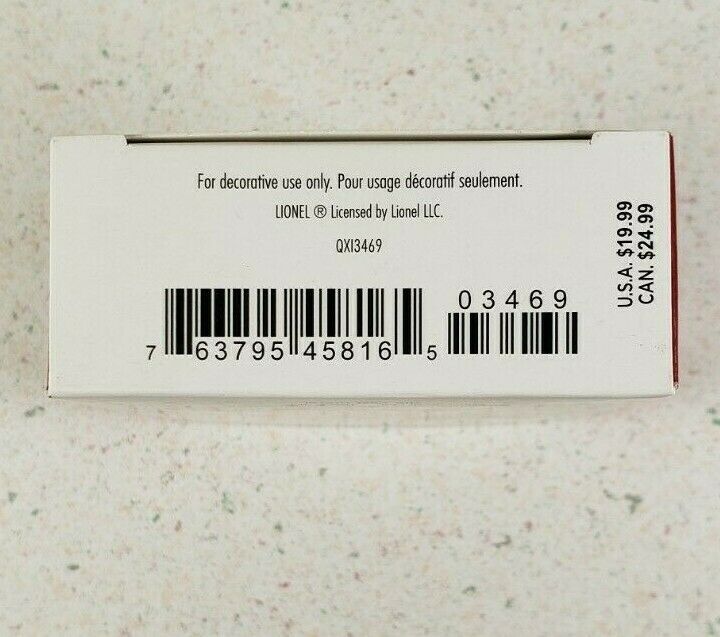 For decorative use only. Pour usage décoratif seulement.
LIONEL ® Licensed by Lionel LLC.
QXI3469
7 63795 45816 5
03469
U.S.A. $19.99
CAN. $24.99